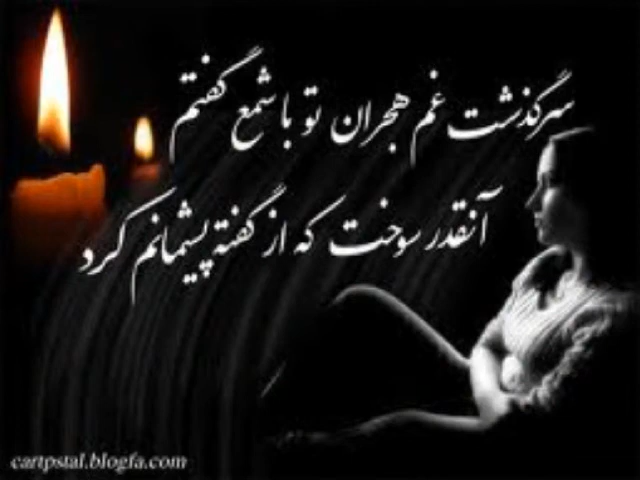 سرگذشت غم هجران تو با شمع گفتم
آنقدر سوخت که از گفته پشیمانم کرد
cartpstal.blogfa.com